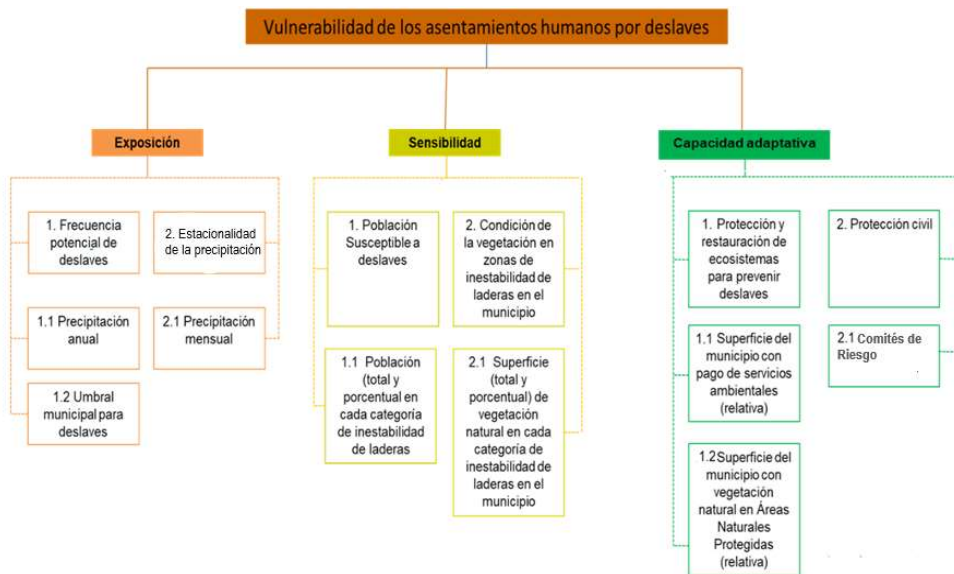 Vulnerabilidad de los asentamientos humanos por deslaves
Exposición
1. Frecuencia
potencial de
deslaves
2. Estacionalidad
de la precipitación
1.1 Precipitación
anual
2.1 Precipitación
mensual
1.2 Umbral
municipal para
deslaves
Sensibilidad
1. Población
Susceptible a
deslaves
2. Condición de
la vegetación en
zonas de
inestabilidad de
laderas en el
municipio
1.1 Población
(total y
porcentual en
cada categoría
de inestabilidad
de laderas
2.1 Superficie
(total y
porcentual) de
vegetación
natural en cada
categoría de
inestabilidad de
laderas en el
municipio
Capacidad adaptativa
1. Protección y
restauración de
ecosistemas
para prevenir
deslaves
2. Protección civil
1.1 Superficie del
municipio con
pago de servicios
ambientales
(relativa)
2.1 Comités de
Riesgo
1.2 Superficie del
municipio con
vegetación
natural en Áreas
Naturales
Protegidas
(relativa)